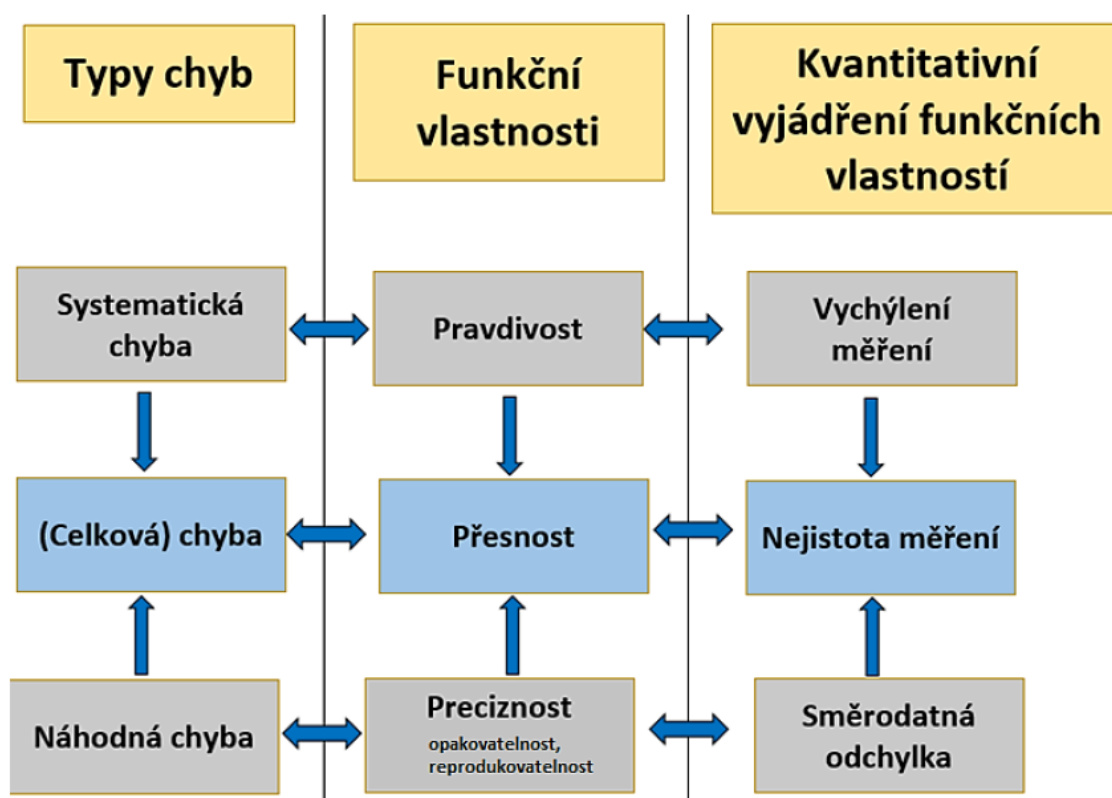 Typy chyb
Funkční
vlastnosti
Kvantitativní
vyjádření funkčních
vlastností
Systematická
chyba
Pravdivost
Vychýlení
měření
(Celková) chyba
Přesnost
Nejistota měření
Náhodná chyba
Preciznost
opakovatelnost,
reprodukovatelnost
Směrodatná
odchylka